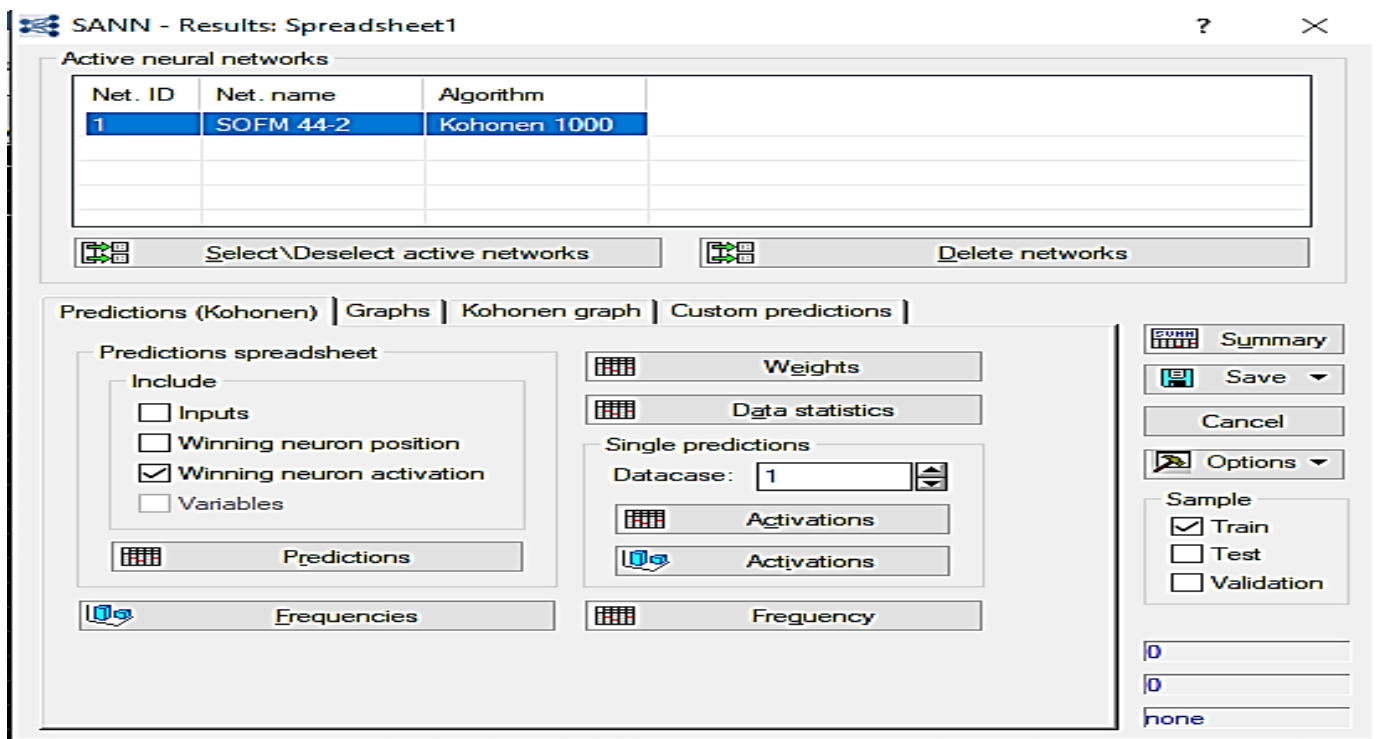 SANN - Results: Spreadsheet1 ?
Active neural networks
Net. ID Net. name Algorithm
1 SOFM 44-2 Kohonen 1000
Select\Deselect active networks Delete networks
Predictions (Kohonen) Graphs Kohonen graph Custom predictions
Predictions spreadsheet
Include
Inputs
Winning neuron position
Winning neuron activation
Variables
Predictions
Frequencies
Weights
Data statistics
Single predictions
Datacase: 1
Activations
Activations
Frequency
Summary
Save
Cancel
Options
Sample
Train
Test
Validation
0
0
none